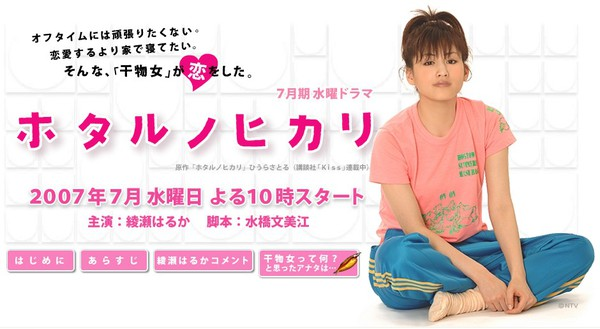 オフタイムには頑張りたくない。
恋愛するより家で寝てたい。
そんな、「干物女」が恋をした。
7月期 水曜ドラマ
ホタルノヒカリ
原作『ホタルノヒカリ』ひうらさとる(講談社「Kiss」連載中)
2007年7月 水曜日 よる10時スタート
主演:綾瀬はるか 脚本:水橋文美江
はじめに
あらすじ
綾瀬はるかコメント
干物女って何?
と思ったアナタは…
©NTV